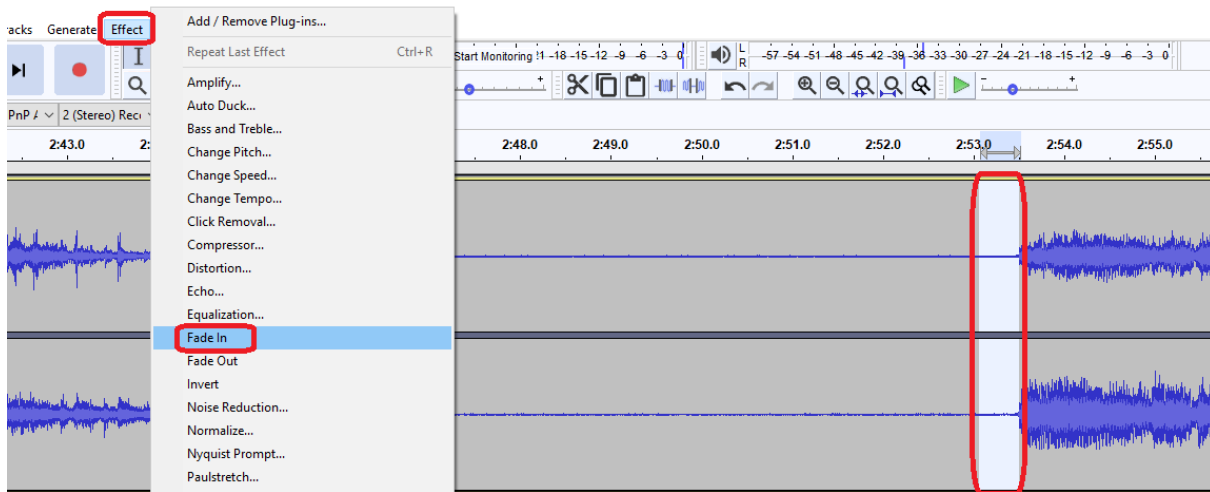 racks Generate Effect
Add / Remove Plug-ins...
Repeat Last Effect Ctrl+R
Start Monitoring !1 -18 -15 -12 -9 -6 -3 0 L R -57 -54 -51 -48 -45 -42 -39 -36 -33 -30 -27 -24 -21 -18 -15 -12 -9 -6 -3 0
Amplify...
- + - +
Auto Duck...
PnP 2 (Stereo) Reco
Bass and Treble...
2:43.0 2: 2:48.0 2:49.0 2:50.0 2:51.0 2:52.0 2:53.0 2:54.0 2:55.0
Change Pitch...
Change Speed...
Change Tempo...
Click Removal...
Compressor...
Distortion...
Echo...
Equalization...
Fade In
Fade Out
Invert
Noise Reduction...
Normalize...
Nyquist Prompt...
Paulstretch...